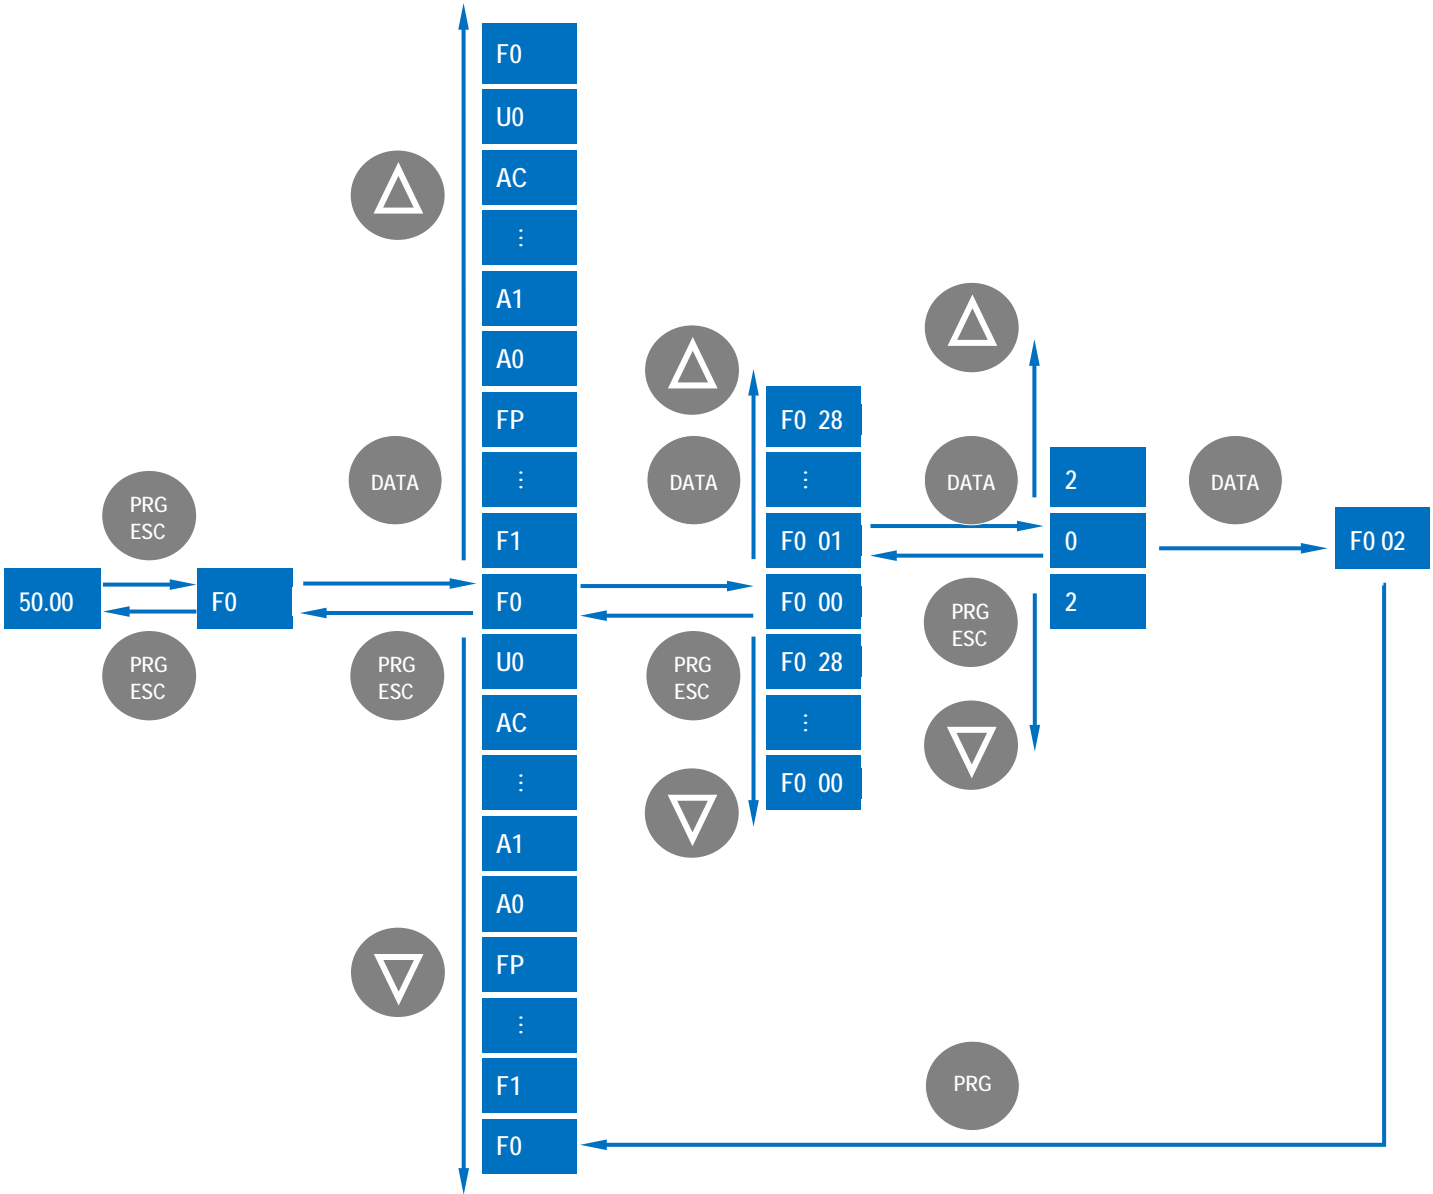 50.00
PRG
ESC
PRG
ESC
F0
DATA
PRG
ESC
F0
U0
AC
⋮
A1
A0
FP
⋮
F1
F0
U0
AC
⋮
A1
A0
FP
⋮
F1
F0
DATA
PRG
ESC
F0 28
⋮
F0 01
F0 00
F0 28
⋮
F0 00
DATA
PRG
ESC
2
0
2
DATA
F0 02
PRG